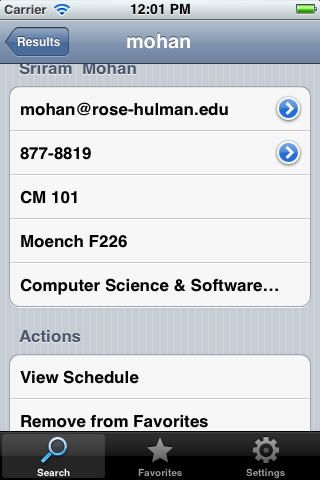 Carrier 12:01 PM
Results mohan
Sriram Mohan
mohan@rose-hulman.edu
877-8819
CM 101
Moench F226
Computer Science & Software...
Actions
View Schedule
Remove from Favorites
Search Favorites Settings